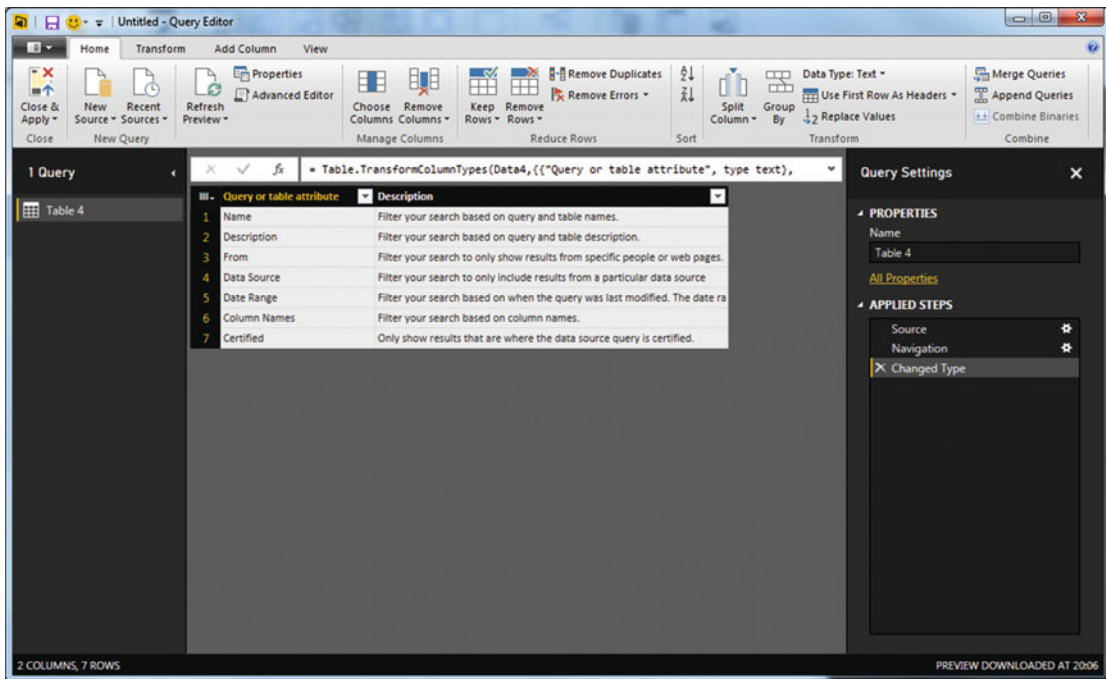 Untitled - Query Editor
Home Transform Add Column View
Close & Apply
New Source
Recent Sources
Refresh Preview
Properties
Advanced Editor
Choose Columns
Remove Columns
Keep Rows
Remove Rows
Remove Duplicates
Remove Errors
Split Column
Group By
Data Type: Text
Use First Row As Headers
Replace Values
Merge Queries
Append Queries
Combine Binaries
Close New Query Manage Columns Reduce Rows Sort Transform Combine
1 Query
Table 4
= Table.TransformColumnTypes(Data4,{{"Query or table attribute", type text},
Query or table attribute Description
1 Name Filter your search based on query and table names.
2 Description Filter your search based on query and table description.
3 From Filter your search to only show results from specific people or web pages.
4 Data Source Filter your search to only include results from a particular data source
5 Date Range Filter your search based on when the query was last modified. The date ra
6 Column Names Filter your search based on column names.
7 Certified Only show results that are where the data source query is certified.
Query Settings
PROPERTIES
Name
Table 4
All Properties
APPLIED STEPS
Source
Navigation
Changed Type
2 COLUMNS, 7 ROWS
PREVIEW DOWNLOADED AT 20:06